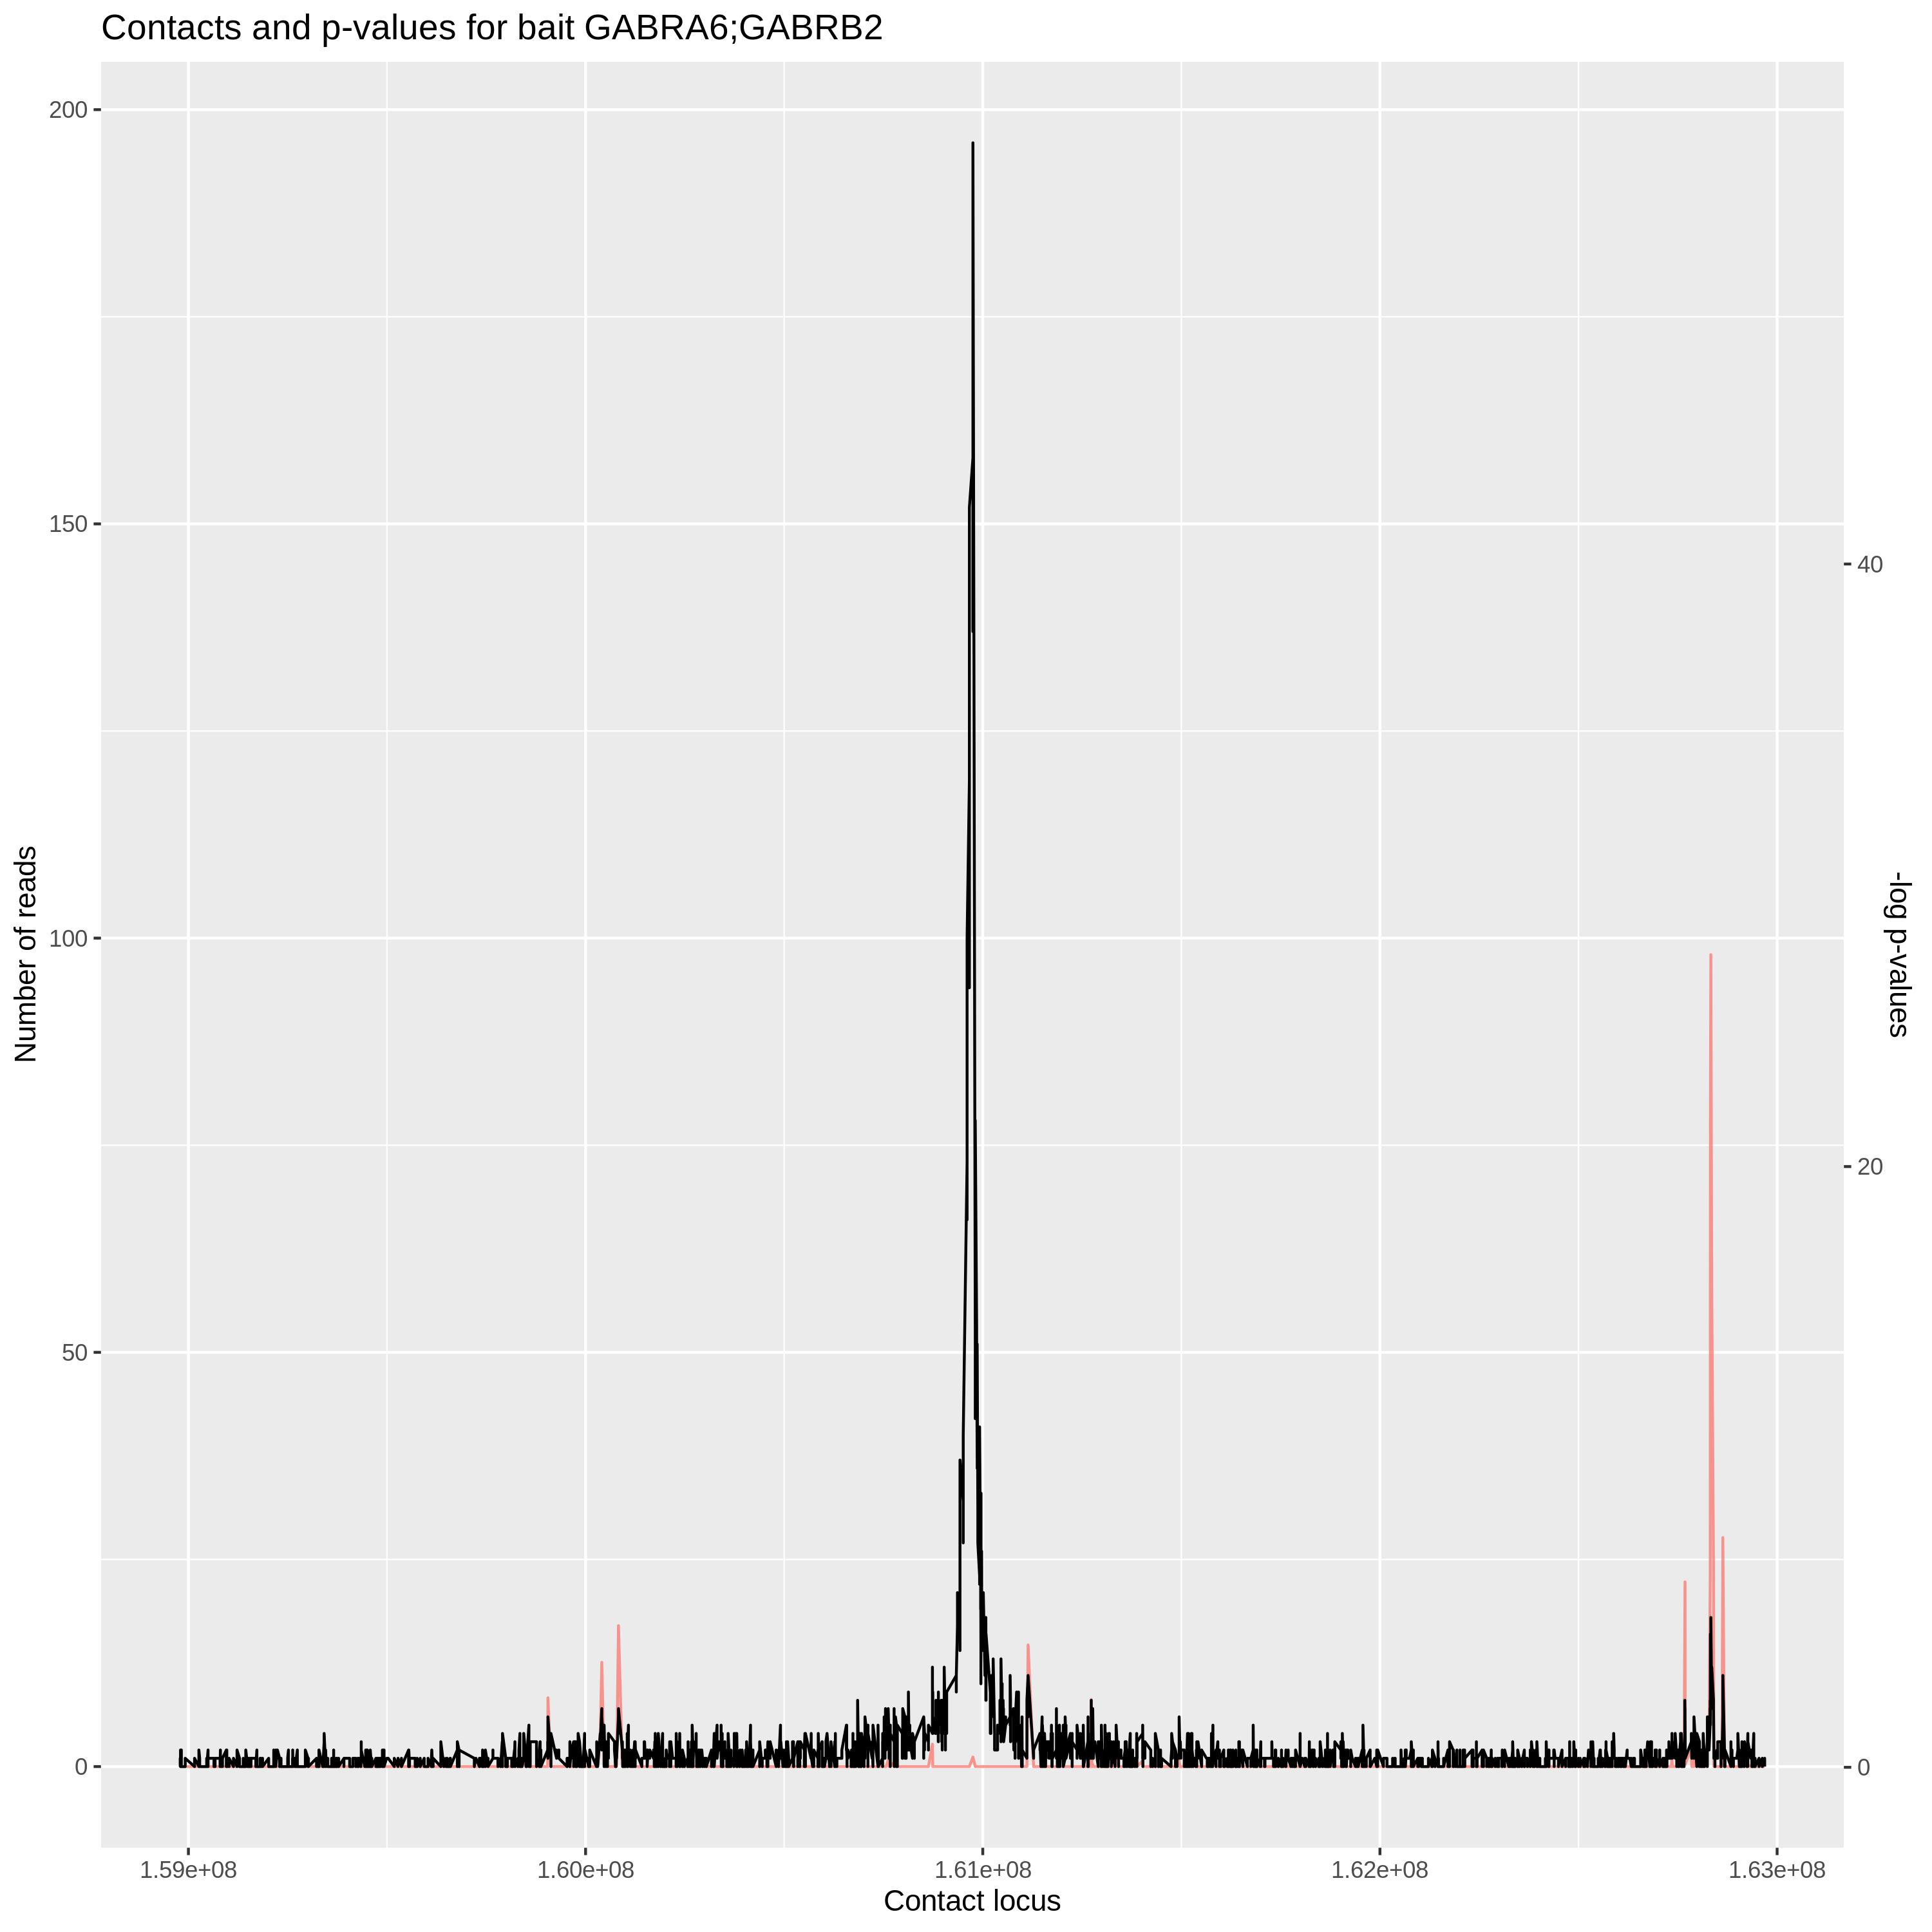 Contacts and p-values for bait GABRA6;GABRB2
200
150
100
50
0
Number of reads
40
20
0
-log p-values
1.59e+08
1.60e+08
1.61e+08
1.62e+08
1.63e+08
Contact locus